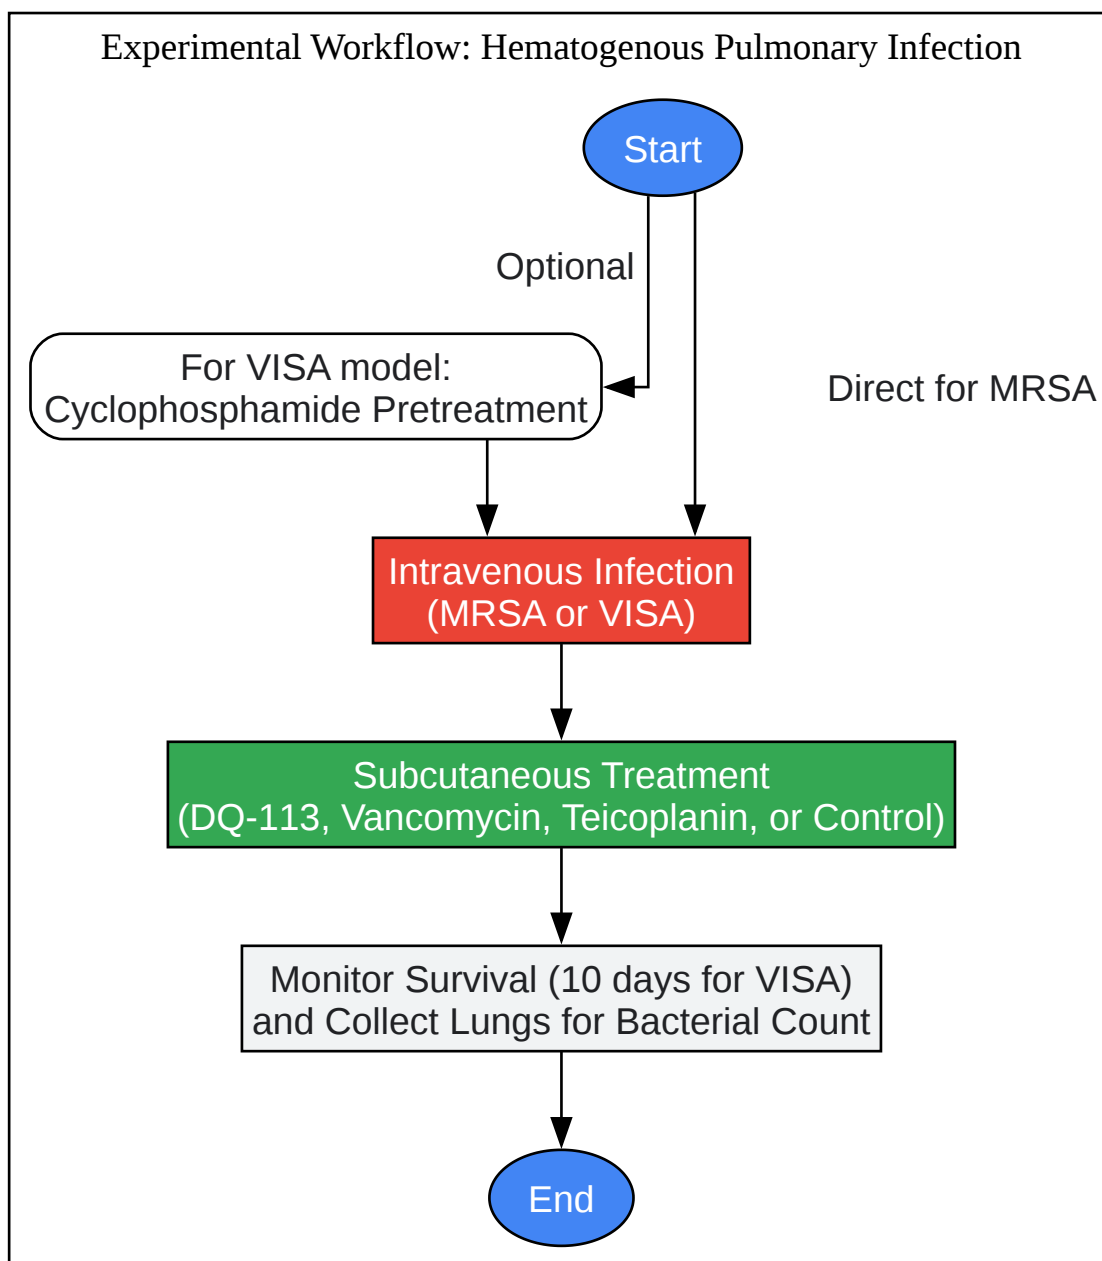 Experimental Workflow: Hematogenous Pulmonary Infection
Start
Optional
For VISA model:
Cyclophosphamide Pretreatment
Direct for MRSA
Intravenous Infection
(MRSA or VISA)
Subcutaneous Treatment
(DQ-113, Vancomycin, Teicoplanin, or Control)
Monitor Survival (10 days for VISA)
and Collect Lungs for Bacterial Count
End